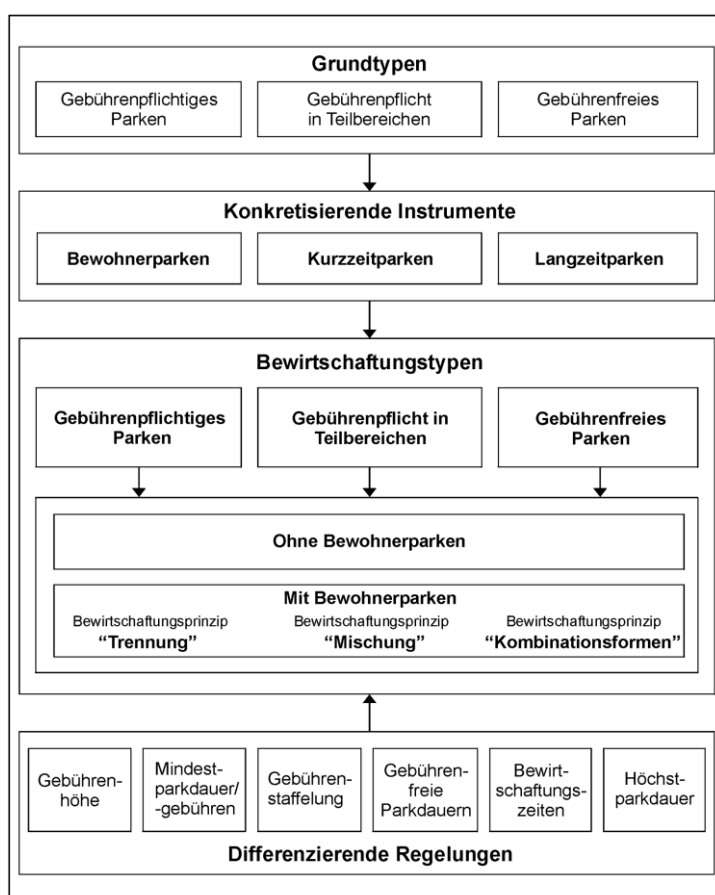 Grundtypen
Gebührenpflichtiges
Parken
Gebührenpflicht
in Teilbereichen
Gebührenfreies
Parken
Konkretisierende Instrumente
Bewohnerparken
Kurzzeitparken
Langzeitparken
Bewirtschaftungstypen
Gebührenpflichtiges
Parken
Gebührenpflicht in
Teilbereichen
Gebührenfreies
Parken
Ohne Bewohnerparken
Mit Bewohnerparken
Bewirtschaftungsprinzip
“Trennung”
Bewirtschaftungsprinzip
“Mischung”
Bewirtschaftungsprinzip
“Kombinationsformen”
Gebühren-
höhe
Mindest-
parkdauer/
-gebühren
Gebühren-
staffelung
Gebühren-
freie
Parkdauern
Bewirt-
schaftungs-
zeiten
Höchst-
parkdauer
Differenzierende Regelungen